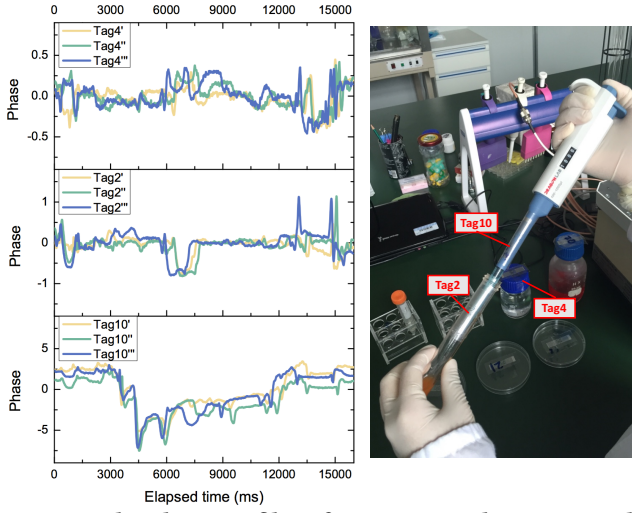 0 3000 6000 9000 12000 15000
Tag4'
Tag4''
Tag4'''
0.5
0.0
-0.5
Phase
Tag2'
Tag2''
Tag2'''
1
0
-1
Phase
Tag10'
Tag10''
Tag10'''
5
0
-5
Phase
0 3000 6000 9000 12000 15000
Elapsed time (ms)
Tag10
Tag2
Tag4